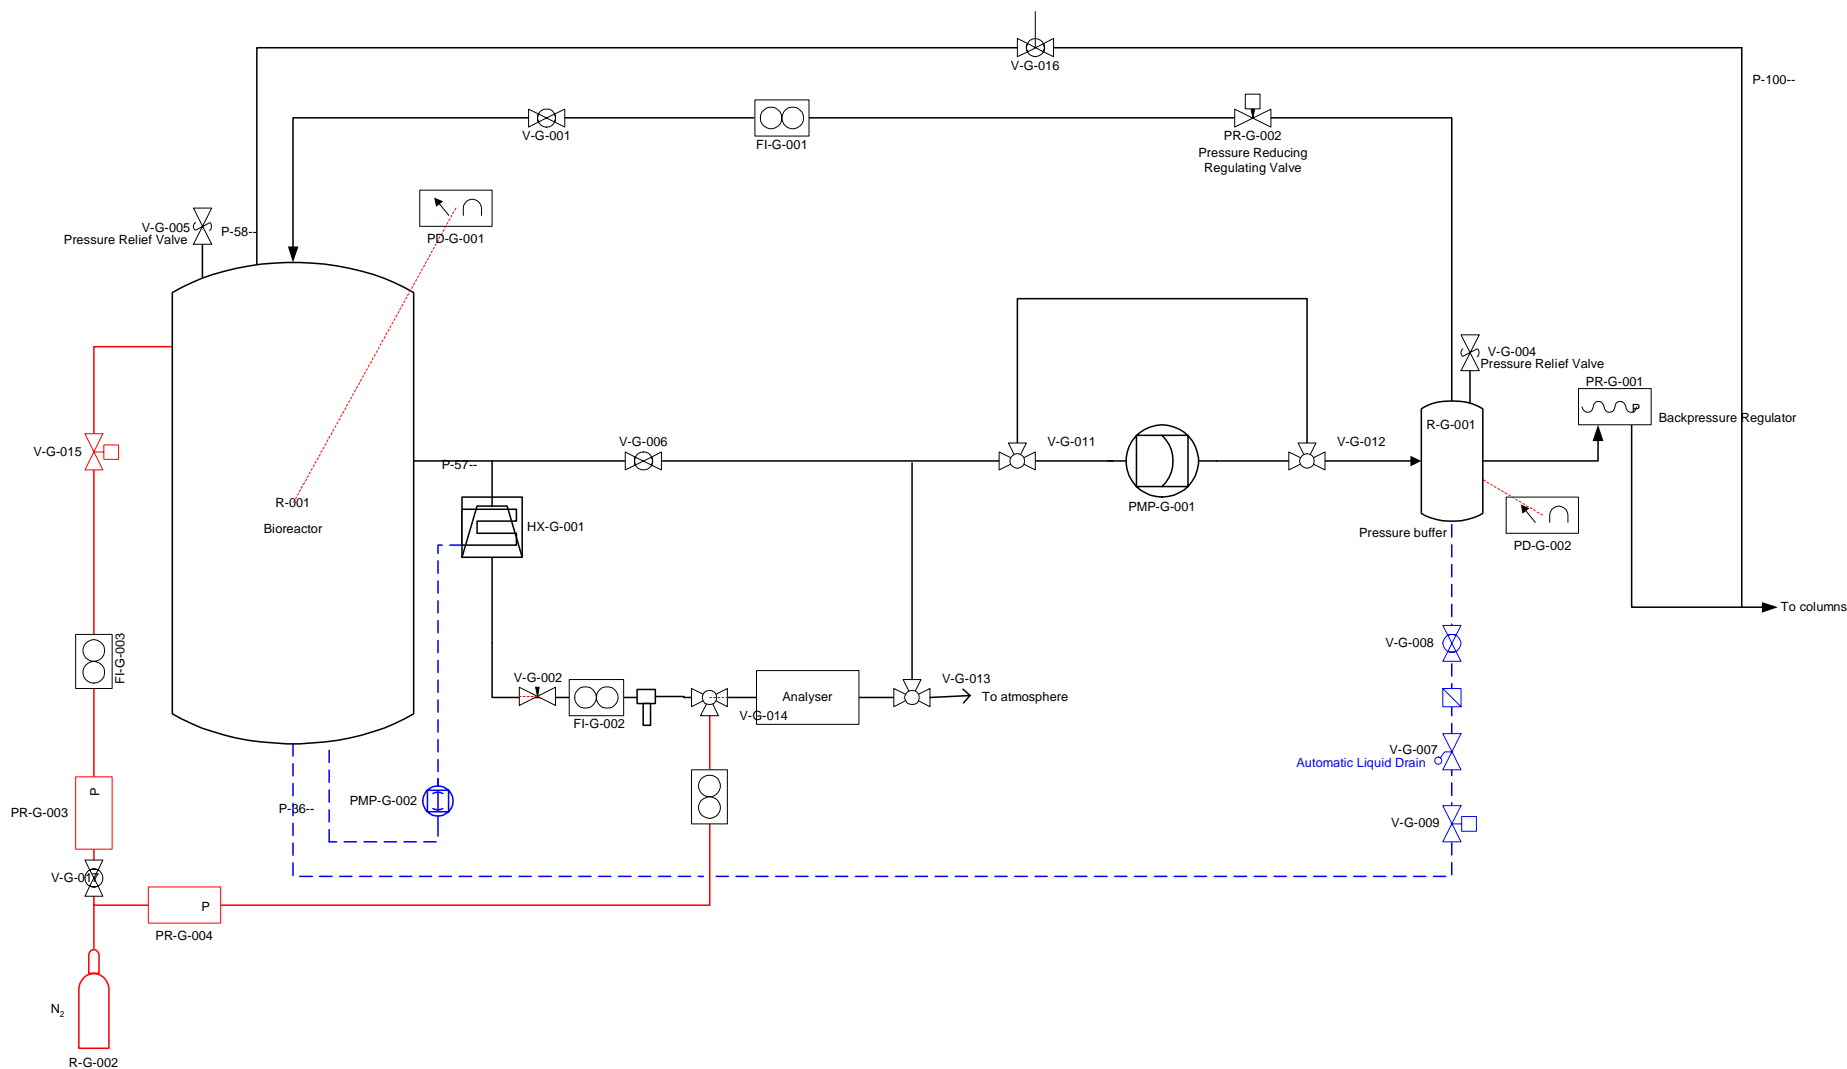 V-G-016
P-100--
V-G-001
FI-G-001
PR-G-002
Pressure Reducing
Regulating Valve
V-G-005
Pressure Relief Valve
P-58--
PD-G-001
V-G-004
Pressure Relief Valve
PR-G-001
P
Backpressure Regulator
R-G-001
V-G-006
V-G-011
V-G-012
V-G-015
P-57--
R-001
Bioreactor
HX-G-001
PMP-G-001
Pressure buffer
PD-G-002
To columns
FI-G-003
V-G-008
V-G-002
FI-G-002
V-G-014
Analyser
V-G-013
To atmosphere
V-G-007
Automatic Liquid Drain
P
PR-G-003
P-36--
PMP-G-002
V-G-009
V-G-017
P
PR-G-004
N₂
R-G-002